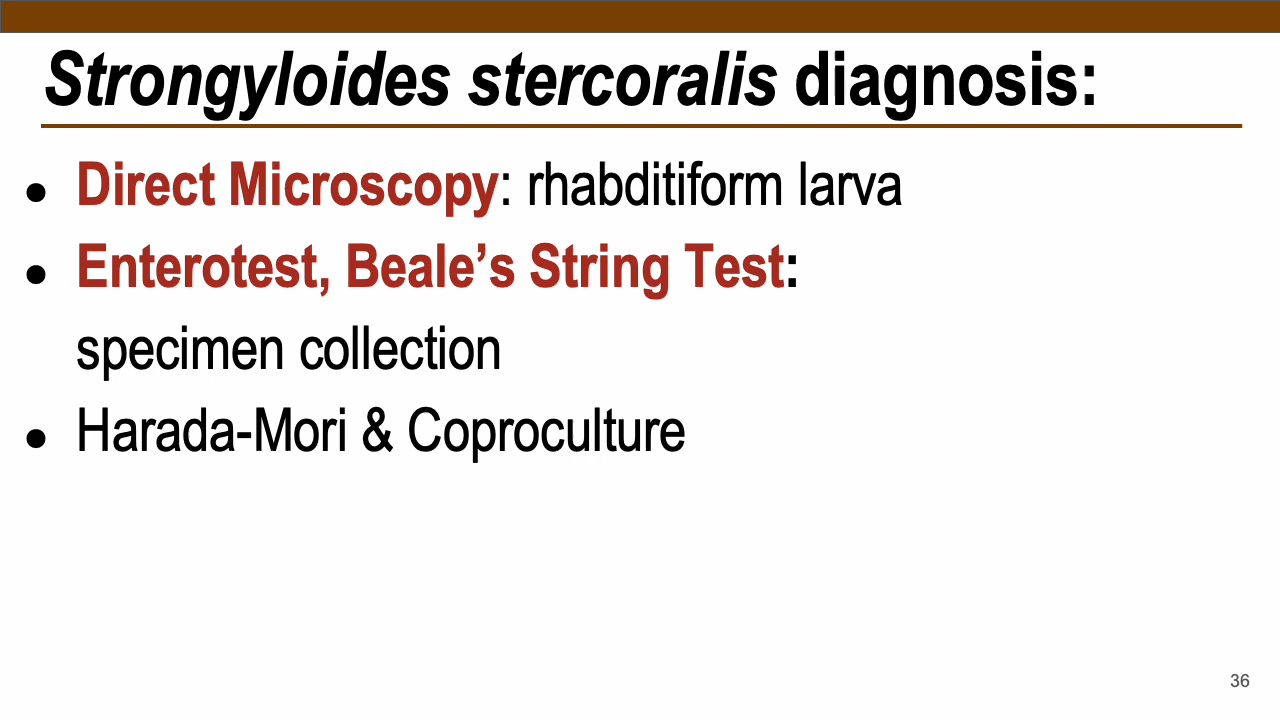 Strongyloides stercoralis diagnosis:
● Direct Microscopy: rhabditiform larva
● Enterotest, Beale’s String Test:
specimen collection
● Harada-Mori & Coproculture
36